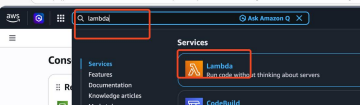 aws
lambda
Ask Amazon Q
Services
Cons
Services
Features
Documentation
Knowledge articles
Lambda
Run code without thinking about servers
CodeBuild